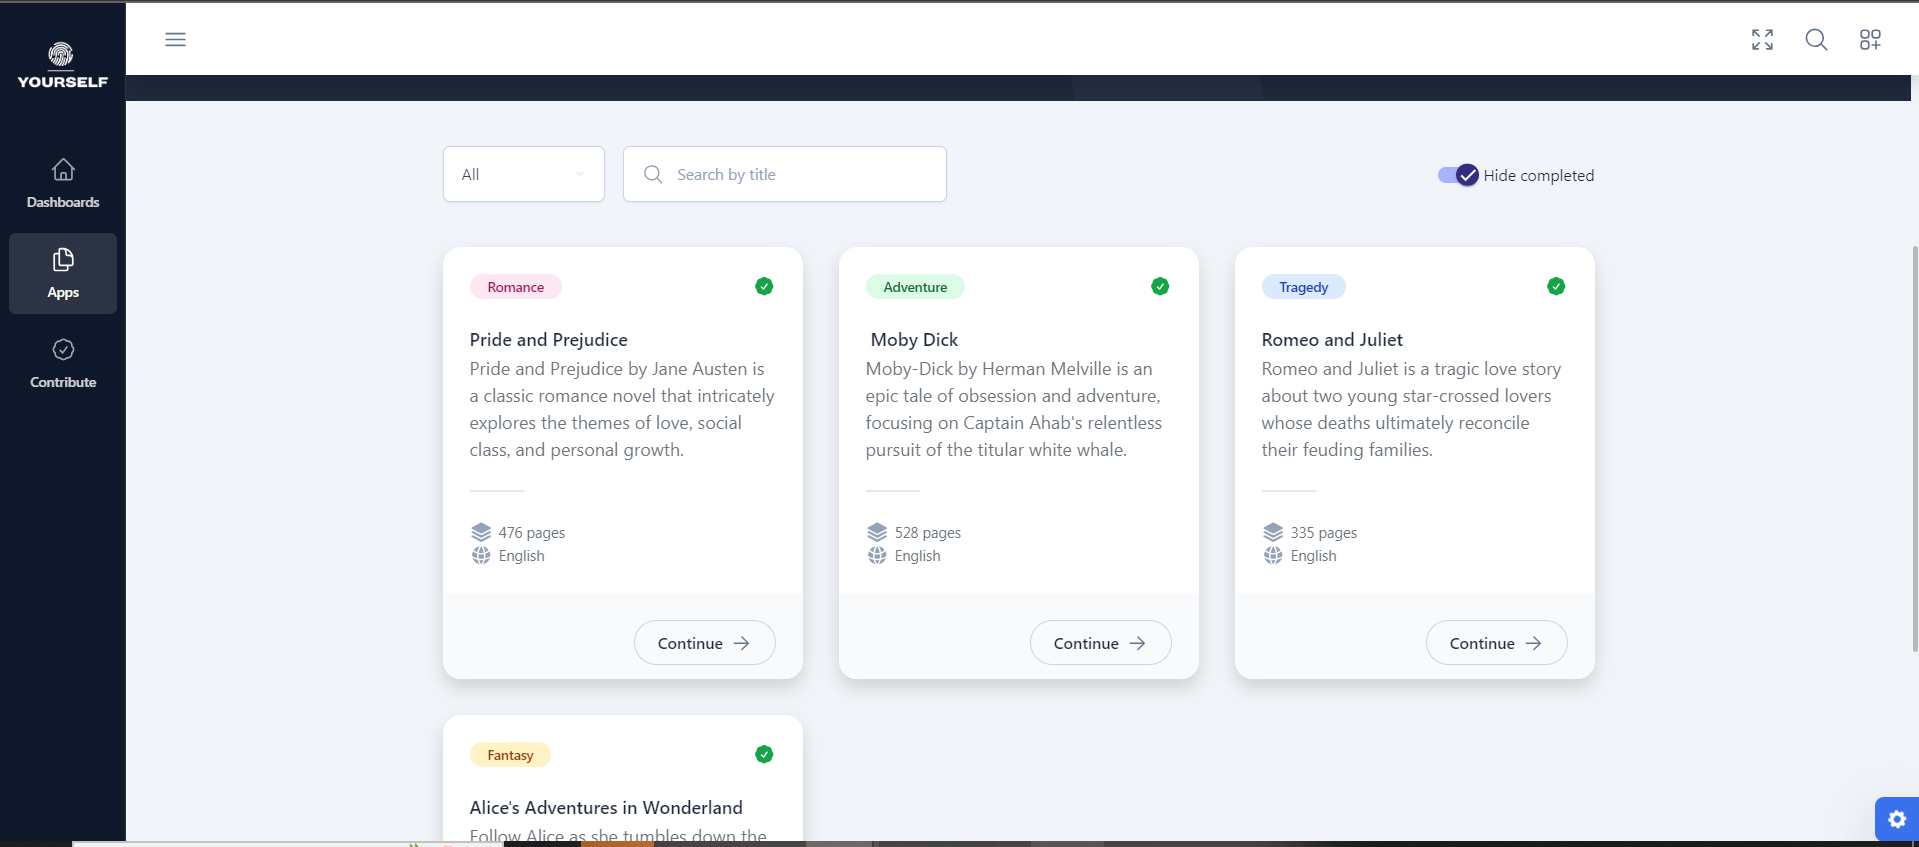 YOURSELF
Dashboards
Apps
Contribute
All
Search by title
Hide completed
Romance
Pride and Prejudice
Pride and Prejudice by Jane Austen is
a classic romance novel that intricately
explores the themes of love, social
class, and personal growth.
476 pages
English
Continue
Adventure
Moby Dick
Moby-Dick by Herman Melville is an
epic tale of obsession and adventure,
focusing on Captain Ahab's relentless
pursuit of the titular white whale.
528 pages
English
Continue
Tragedy
Romeo and Juliet
Romeo and Juliet is a tragic love story
about two young star-crossed lovers
whose deaths ultimately reconcile
their feuding families.
335 pages
English
Continue
Fantasy
Alice's Adventures in Wonderland
Follow Alice as she tumbles down the